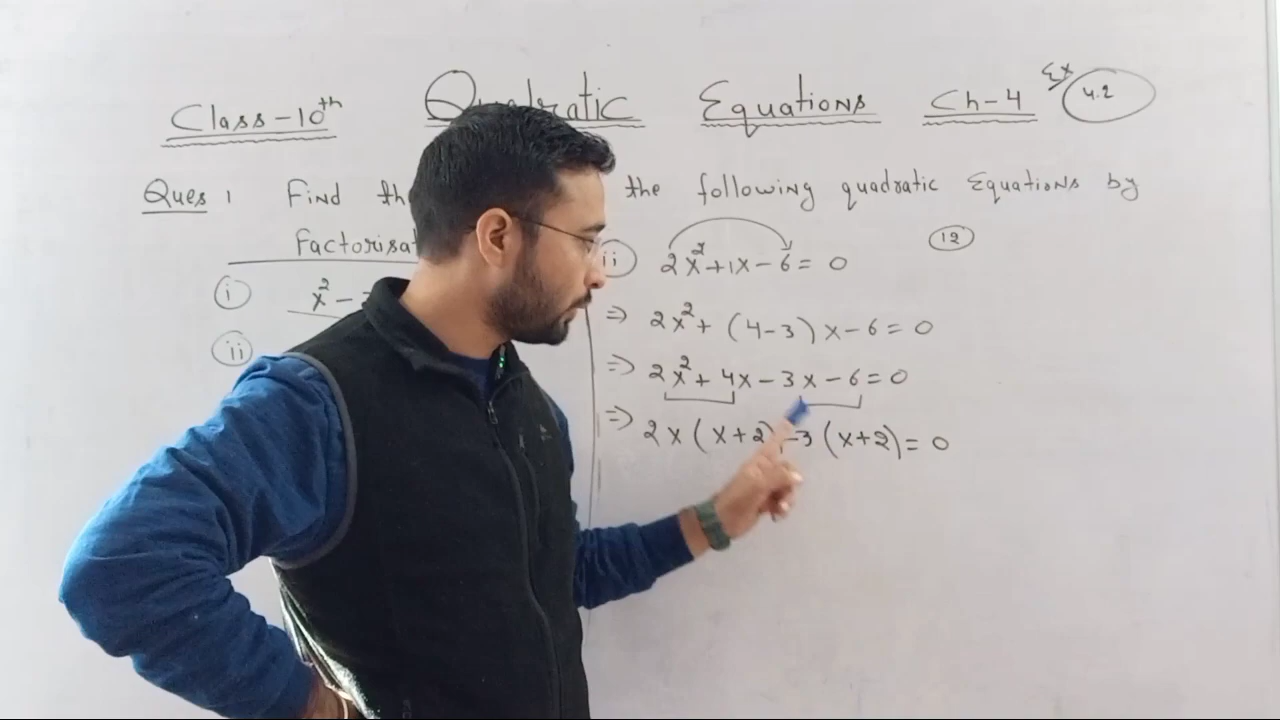 Class-10th Quadratic Equations Ch-4 Ex 4.2
Ques 1 Find the following quadratic Equations by
i
x² -
ii
ii 2x²+1x-6=0 12
⇒ 2x²+(4-3)x-6=0
⇒ 2x²+4x-3x-6=0
⇒ 2x(x+2)-3(x+2)=0